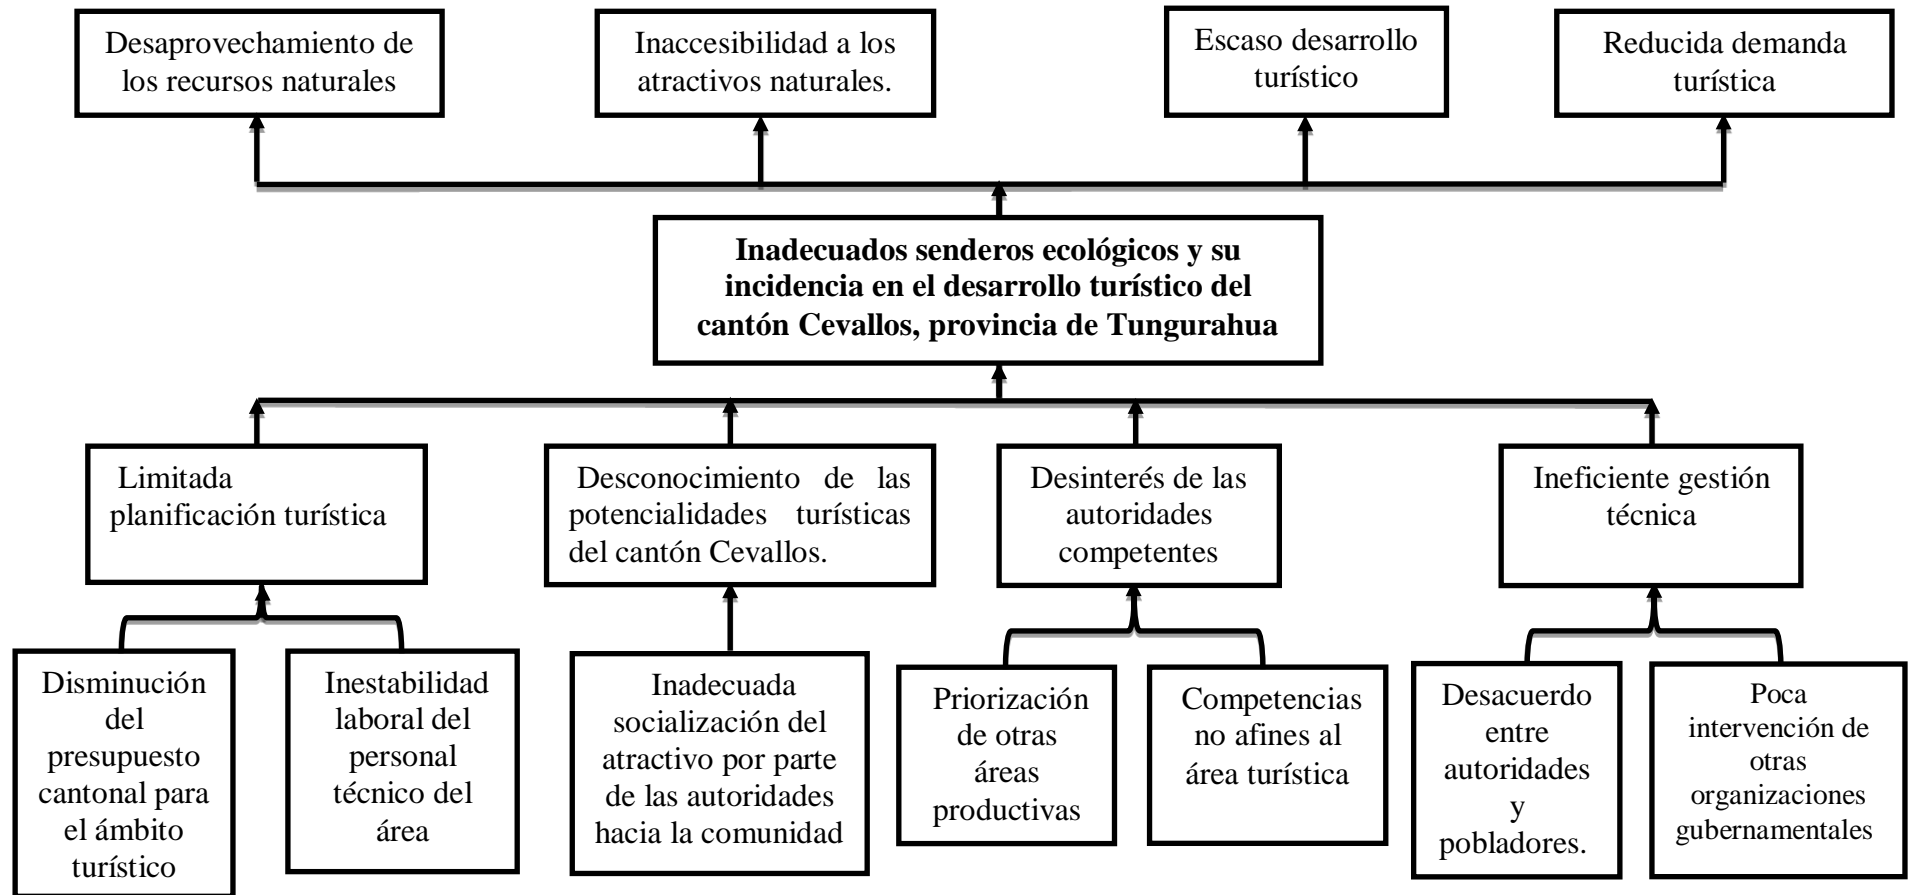 Desaprovechamiento de
los recursos naturales
Inaccesibilidad a los
atractivos naturales.
Escaso desarrollo
turístico
Reducida demanda
turística
Inadecuados senderos ecológicos y su
incidencia en el desarrollo turístico del
cantón Cevallos, provincia de Tungurahua
Limitada
planificación turística
Desconocimiento de las
potencialidades turísticas
del cantón Cevallos.
Desinterés de las
autoridades
competentes
Ineficiente gestión
técnica
Disminución
del
presupuesto
cantonal para
el ámbito
turístico
Inestabilidad
laboral del
personal
técnico del
área
Inadecuada
socialización del
atractivo por parte
de las autoridades
hacia la comunidad
Priorización
de otras
áreas
productivas
Competencias
no afines al
área turística
Desacuerdo
entre
autoridades
y
pobladores.
Poca
intervención de
otras
organizaciones
gubernamentales